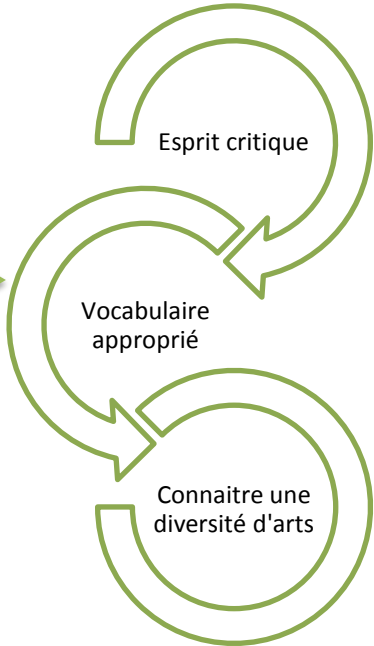 Esprit critique
Vocabulaire
approprié
Connaitre une
diversité d'arts